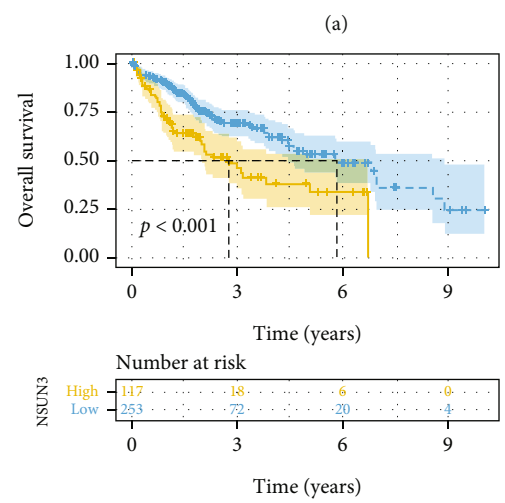 (a)
1.00
0.75
0.50
0.25
0.00
Overall survival
p < 0.001
0 3 6 9
Time (years)
Number at risk
NSUN3
High 117 18 6 0
Low 253 72 20 4
0 3 6 9
Time (years)